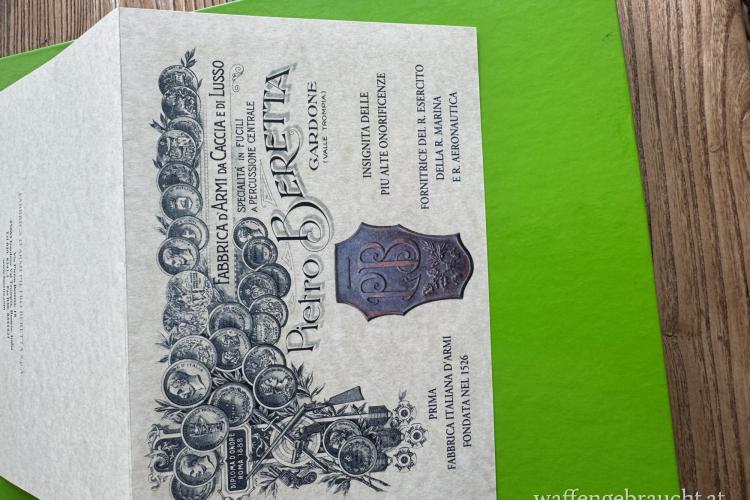 FABBRICA D'ARMI DA CACCIA E DI LUSSO
SPECIALITÀ IN FUCILI
A PERCUSSIONE CENTRALE
Pietro BERETTA
GARDONE
(VALLE TROMPIA)
DIPLOMA D'ONORE
ROMA 1888
INSIGNITA DELLE
PIU ALTE ONORIFICENZE
FORNITRICE DEL R. ESERCITO
DELLA R. MARINA
E R. AERONAUTICA
PB
PRIMA
FABBRICA ITALIANA D'ARMI
FONDATA NEL 1526
waffengebraucht.at